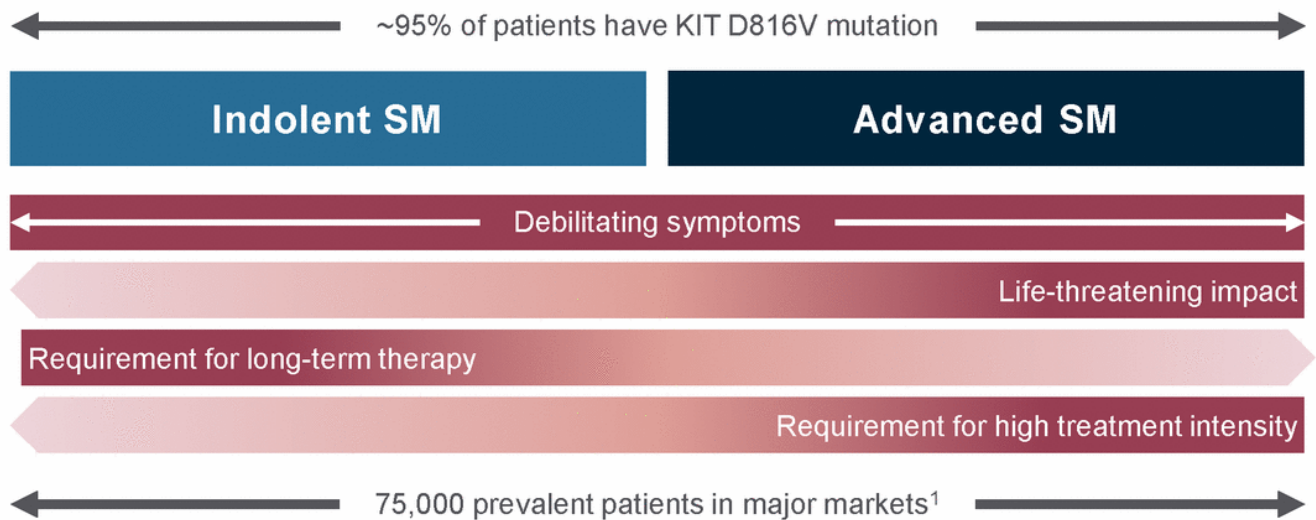 ~95% of patients have KIT D816V mutation
Indolent SM
Advanced SM
Debilitating symptoms
Life-threatening impact
Requirement for long-term therapy
Requirement for high treatment intensity
75,000 prevalent patients in major markets¹